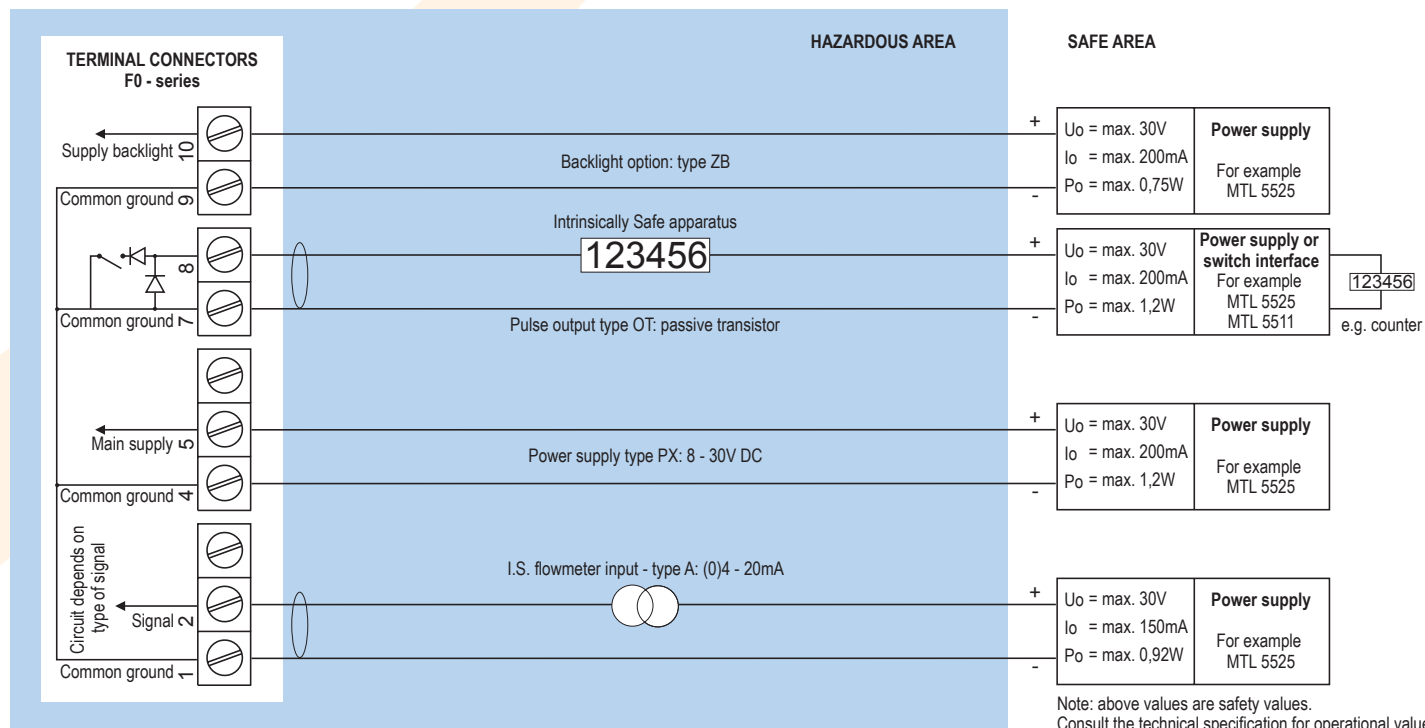 HAZARDOUS AREA
SAFE AREA
TERMINAL CONNECTORS
F0 - series
Supply backlight 10
Common ground 9
8
Common ground 7
Main supply 5
Common ground 4
Circuit depends on
type of signal
Signal 2
Common ground 1
Backlight option: type ZB
+
-
Uo = max. 30V
Io = max. 200mA
Po = max. 0,75W
Power supply
For example
MTL 5525
Intrinsically Safe apparatus
123456
Pulse output type OT: passive transistor
+
-
Uo = max. 30V
Io = max. 200mA
Po = max. 1,2W
Power supply or
switch interface
For example
MTL 5525
MTL 5511
123456
e.g. counter
Power supply type PX: 8 - 30V DC
+
-
Uo = max. 30V
Io = max. 200mA
Po = max. 1,2W
Power supply
For example
MTL 5525
I.S. flowmeter input - type A: (0)4 - 20mA
+
-
Uo = max. 30V
Io = max. 150mA
Po = max. 0,92W
Power supply
For example
MTL 5525
Note: above values are safety values.
Consult the technical specification for operational value